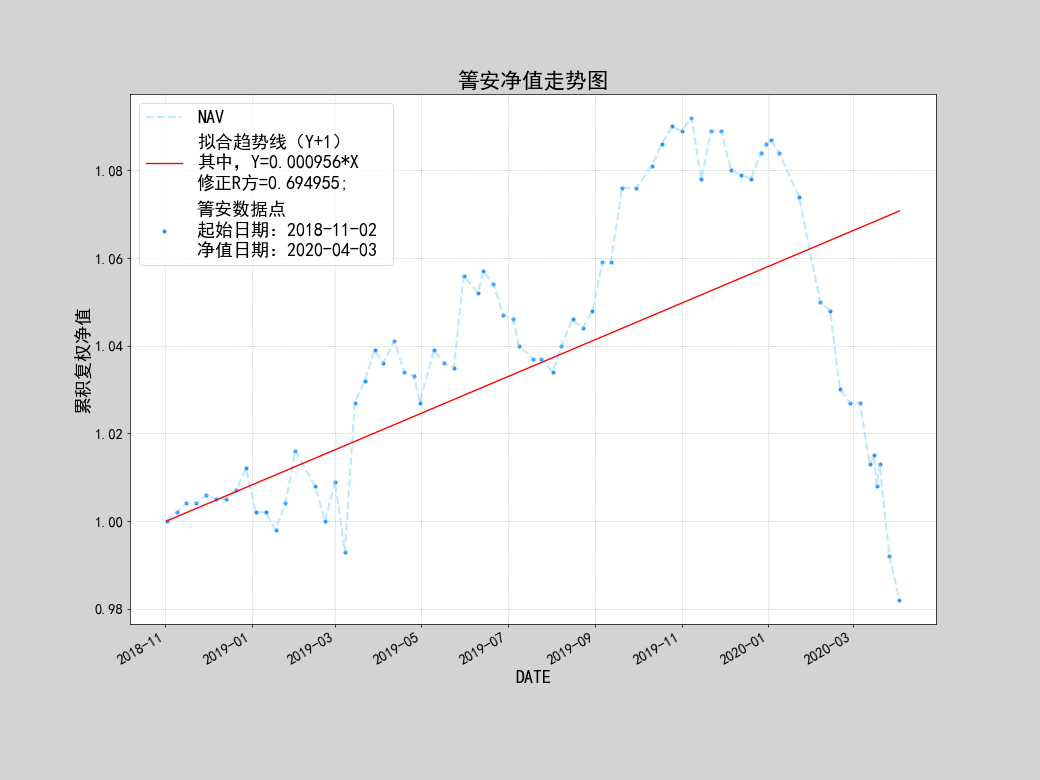 箐安净值走势图
NAV
拟合趋势线（Y+1）
其中，Y=0.000956*X
修正R方=0.694955;
箐安数据点
起始日期：2018-11-02
净值日期：2020-04-03
累积复权净值
1.08
1.06
1.04
1.02
1.00
0.98
2018-11
2019-01
2019-03
2019-05
2019-07
2019-09
2019-11
2020-01
2020-03
DATE